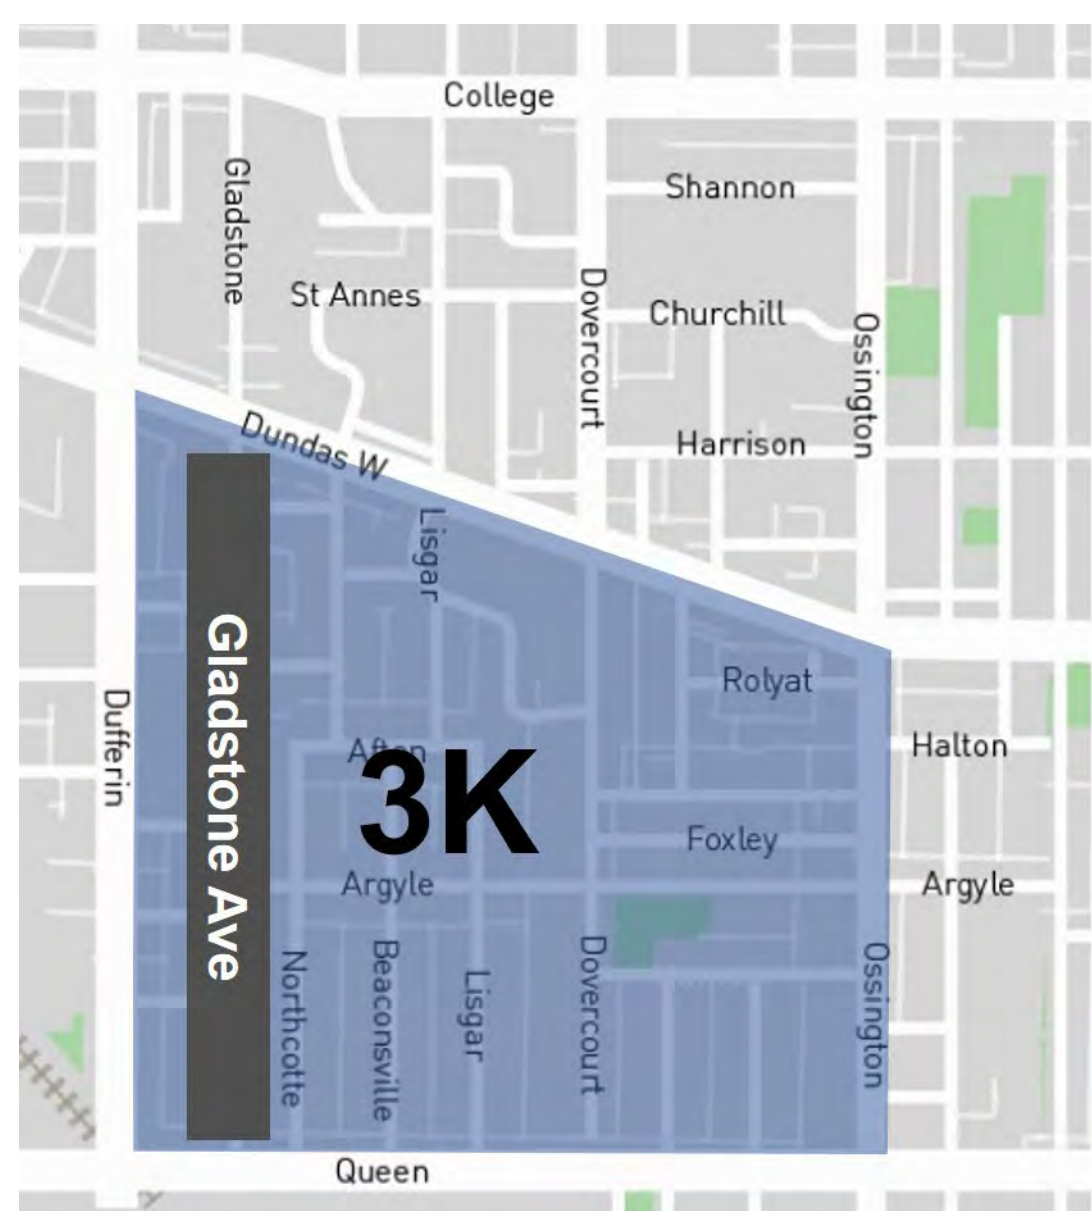 College
Gladstone
Shannon
St Annes
Dovercourt
Churchill
Ossington
Dundas W
Harrison
Lisgar
Gladstone Ave
Rolyat
Dufferin
Afton
3K
Halton
Foxley
Argyle
Argyle
Northcotte
Beaconsville
Lisgar
Dovercourt
Ossington
Queen